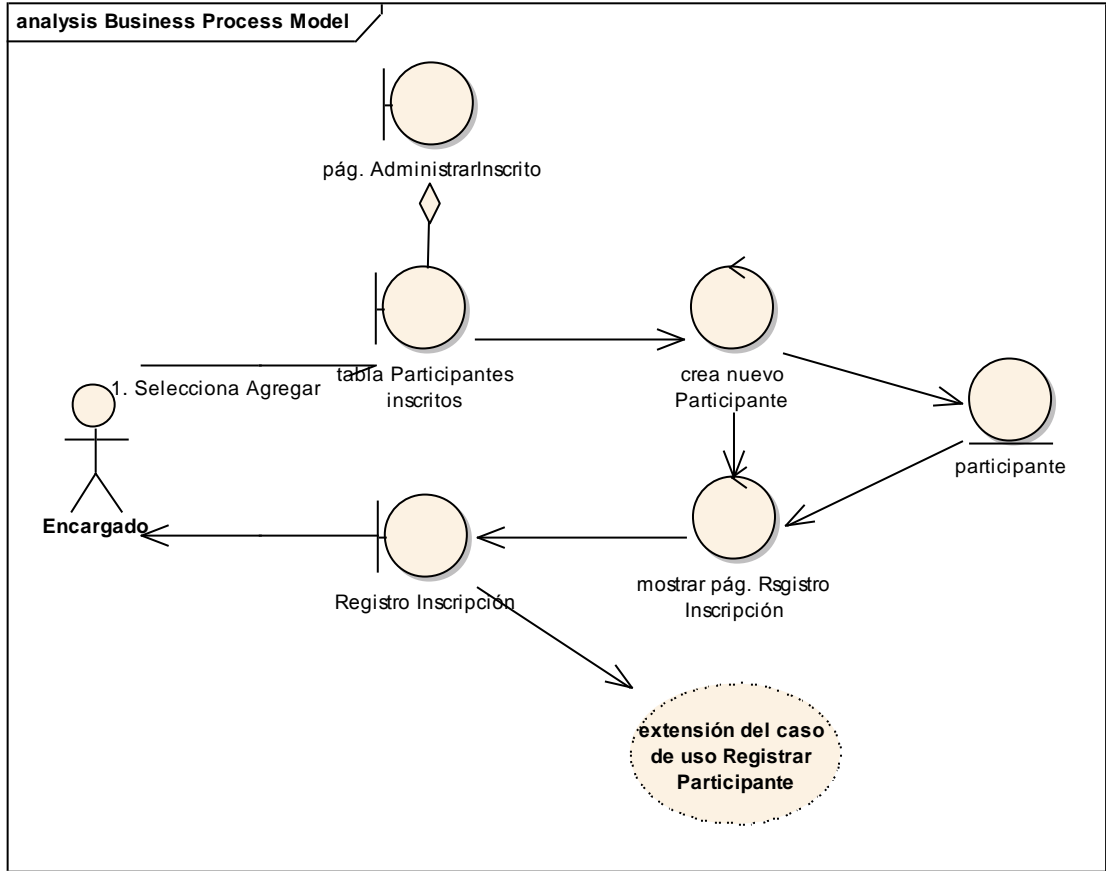 analysis Business Process Model
pág. AdministrarInscrito
1. Selecciona Agregar
tabla Participantes
inscritos
crea nuevo
Participante
participante
Encargado
Registro Inscripción
mostrar pág. Rsgistro
Inscripción
extensión del caso
de uso Registrar
Participante